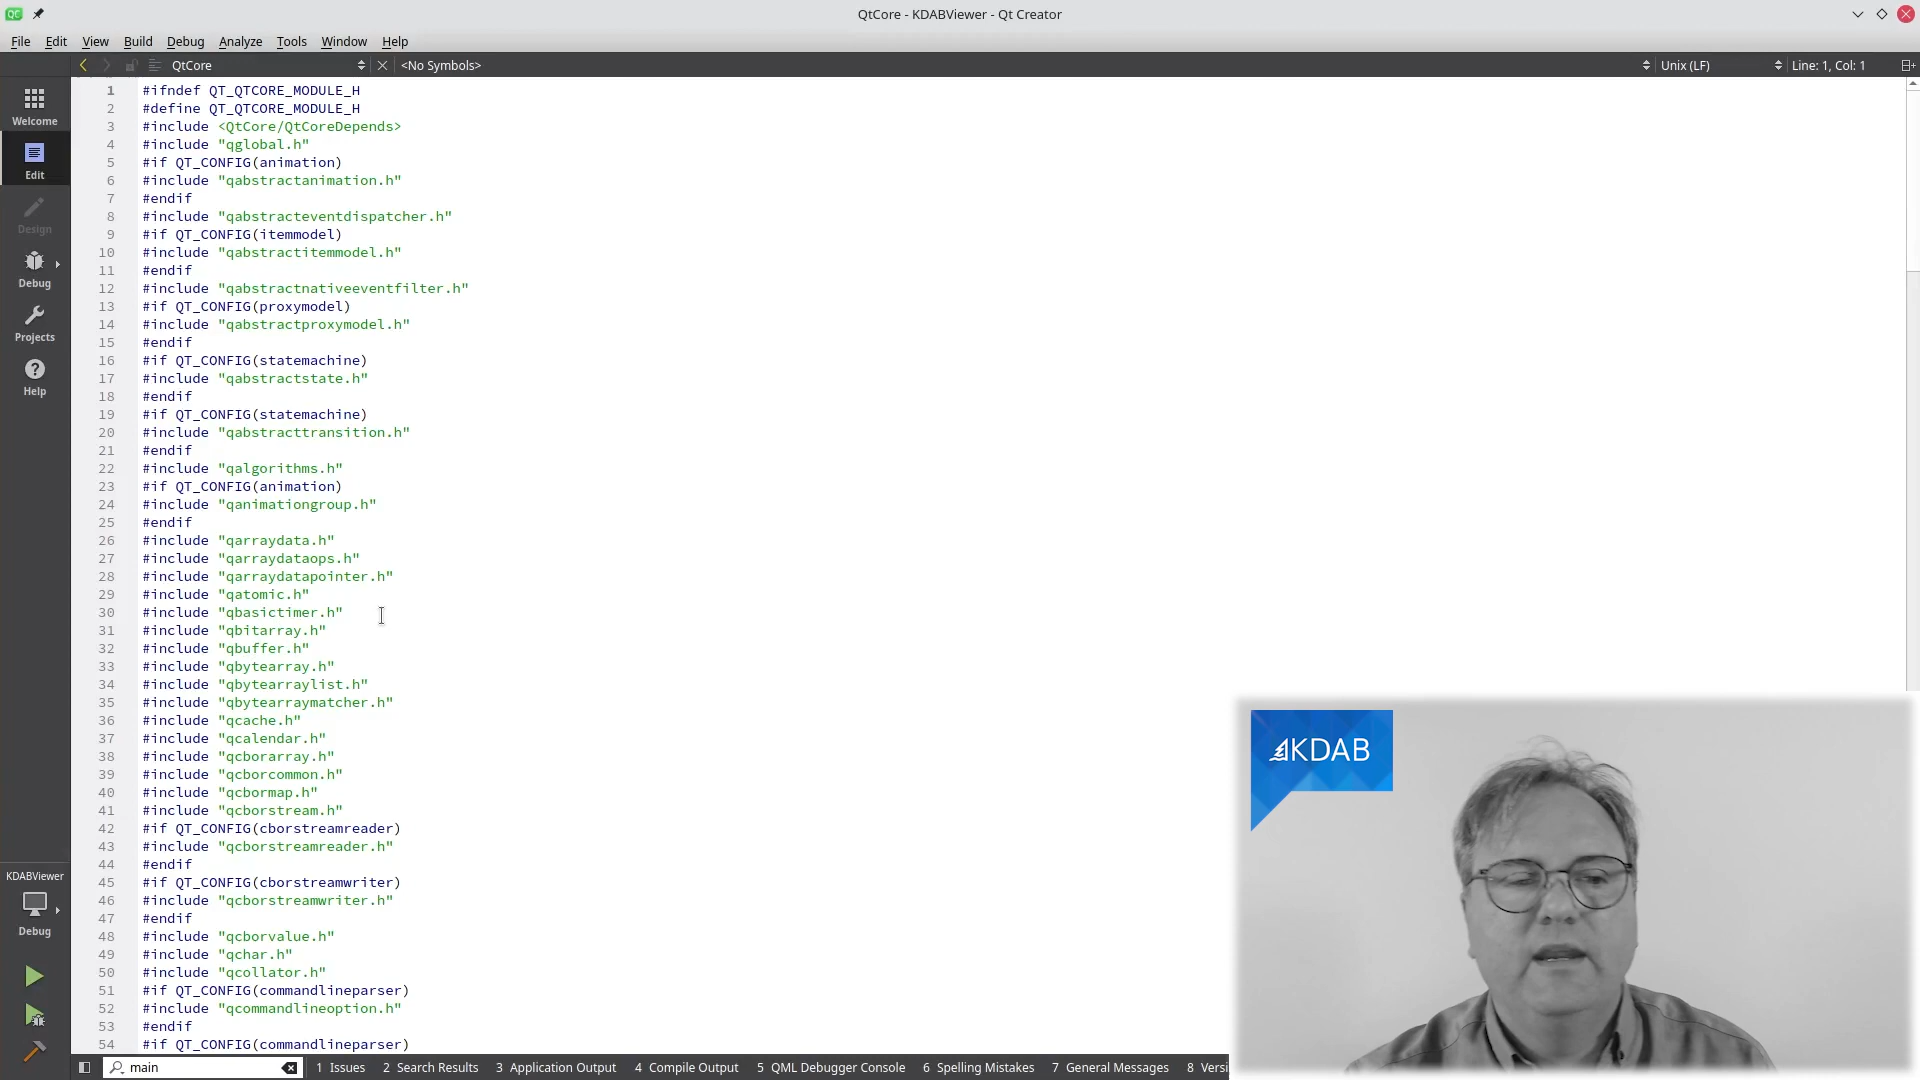 QtCore - KDABViewer - Qt Creator
File Edit View Build Debug Analyze Tools Window Help
QtCore <No Symbols> Unix (LF) Line: 1, Col: 1
Welcome
Edit
Design
Debug
Projects
Help
1 #ifndef QT_QTCORE_MODULE_H
2 #define QT_QTCORE_MODULE_H
3 #include <QtCore/QtCoreDepends>
4 #include "qglobal.h"
5 #if QT_CONFIG(animation)
6 #include "qabstractanimation.h"
7 #endif
8 #include "qabstracteventdispatcher.h"
9 #if QT_CONFIG(itemmodel)
10 #include "qabstractitemmodel.h"
11 #endif
12 #include "qabstractnativeeventfilter.h"
13 #if QT_CONFIG(proxymodel)
14 #include "qabstractproxymodel.h"
15 #endif
16 #if QT_CONFIG(statemachine)
17 #include "qabstractstate.h"
18 #endif
19 #if QT_CONFIG(statemachine)
20 #include "qabstracttransition.h"
21 #endif
22 #include "qalgorithms.h"
23 #if QT_CONFIG(animation)
24 #include "qanimationgroup.h"
25 #endif
26 #include "qarraydata.h"
27 #include "qarraydataops.h"
28 #include "qarraydatapointer.h"
29 #include "qatomic.h"
30 #include "qbasictimer.h"
31 #include "qbitarray.h"
32 #include "qbuffer.h"
33 #include "qbytearray.h"
34 #include "qbytearraylist.h"
35 #include "qbytearraymatcher.h"
36 #include "qcache.h"
37 #include "qcalendar.h"
38 #include "qcborarray.h"
39 #include "qcborcommon.h"
40 #include "qcbormap.h"
41 #include "qcborstream.h"
42 #if QT_CONFIG(cborstreamreader)
43 #include "qcborstreamreader.h"
44 #endif
45 #if QT_CONFIG(cborstreamwriter)
46 #include "qcborstreamwriter.h"
47 #endif
48 #include "qcborvalue.h"
49 #include "qchar.h"
50 #include "qcollator.h"
51 #if QT_CONFIG(commandlineparser)
52 #include "qcommandlineoption.h"
53 #endif
54 #if QT_CONFIG(commandlineparser)
KDABViewer
Debug
KDAB
main 1 Issues 2 Search Results 3 Application Output 4 Compile Output 5 QML Debugger Console 6 Spelling Mistakes 7 General Messages 8 Versi